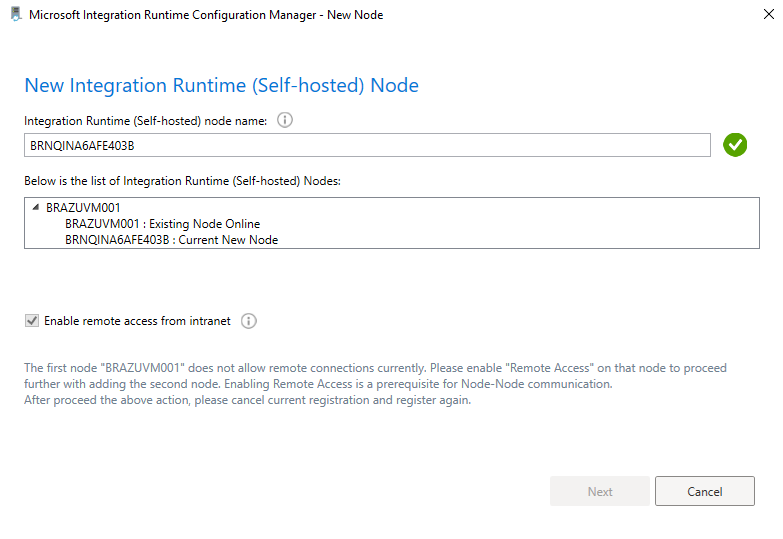 Microsoft Integration Runtime Configuration Manager - New Node
New Integration Runtime (Self-hosted) Node
Integration Runtime (Self-hosted) node name:
BRNQINA6AFE403B
Below is the list of Integration Runtime (Self-hosted) Nodes:
BRAZUVM001
BRAZUVM001 : Existing Node Online
BRNQINA6AFE403B : Current New Node
Enable remote access from intranet
The first node "BRAZUVM001" does not allow remote connections currently. Please enable "Remote Access" on that node to proceed
further with adding the second node. Enabling Remote Access is a prerequisite for Node-Node communication.
After proceed the above action, please cancel current registration and register again.
Next
Cancel